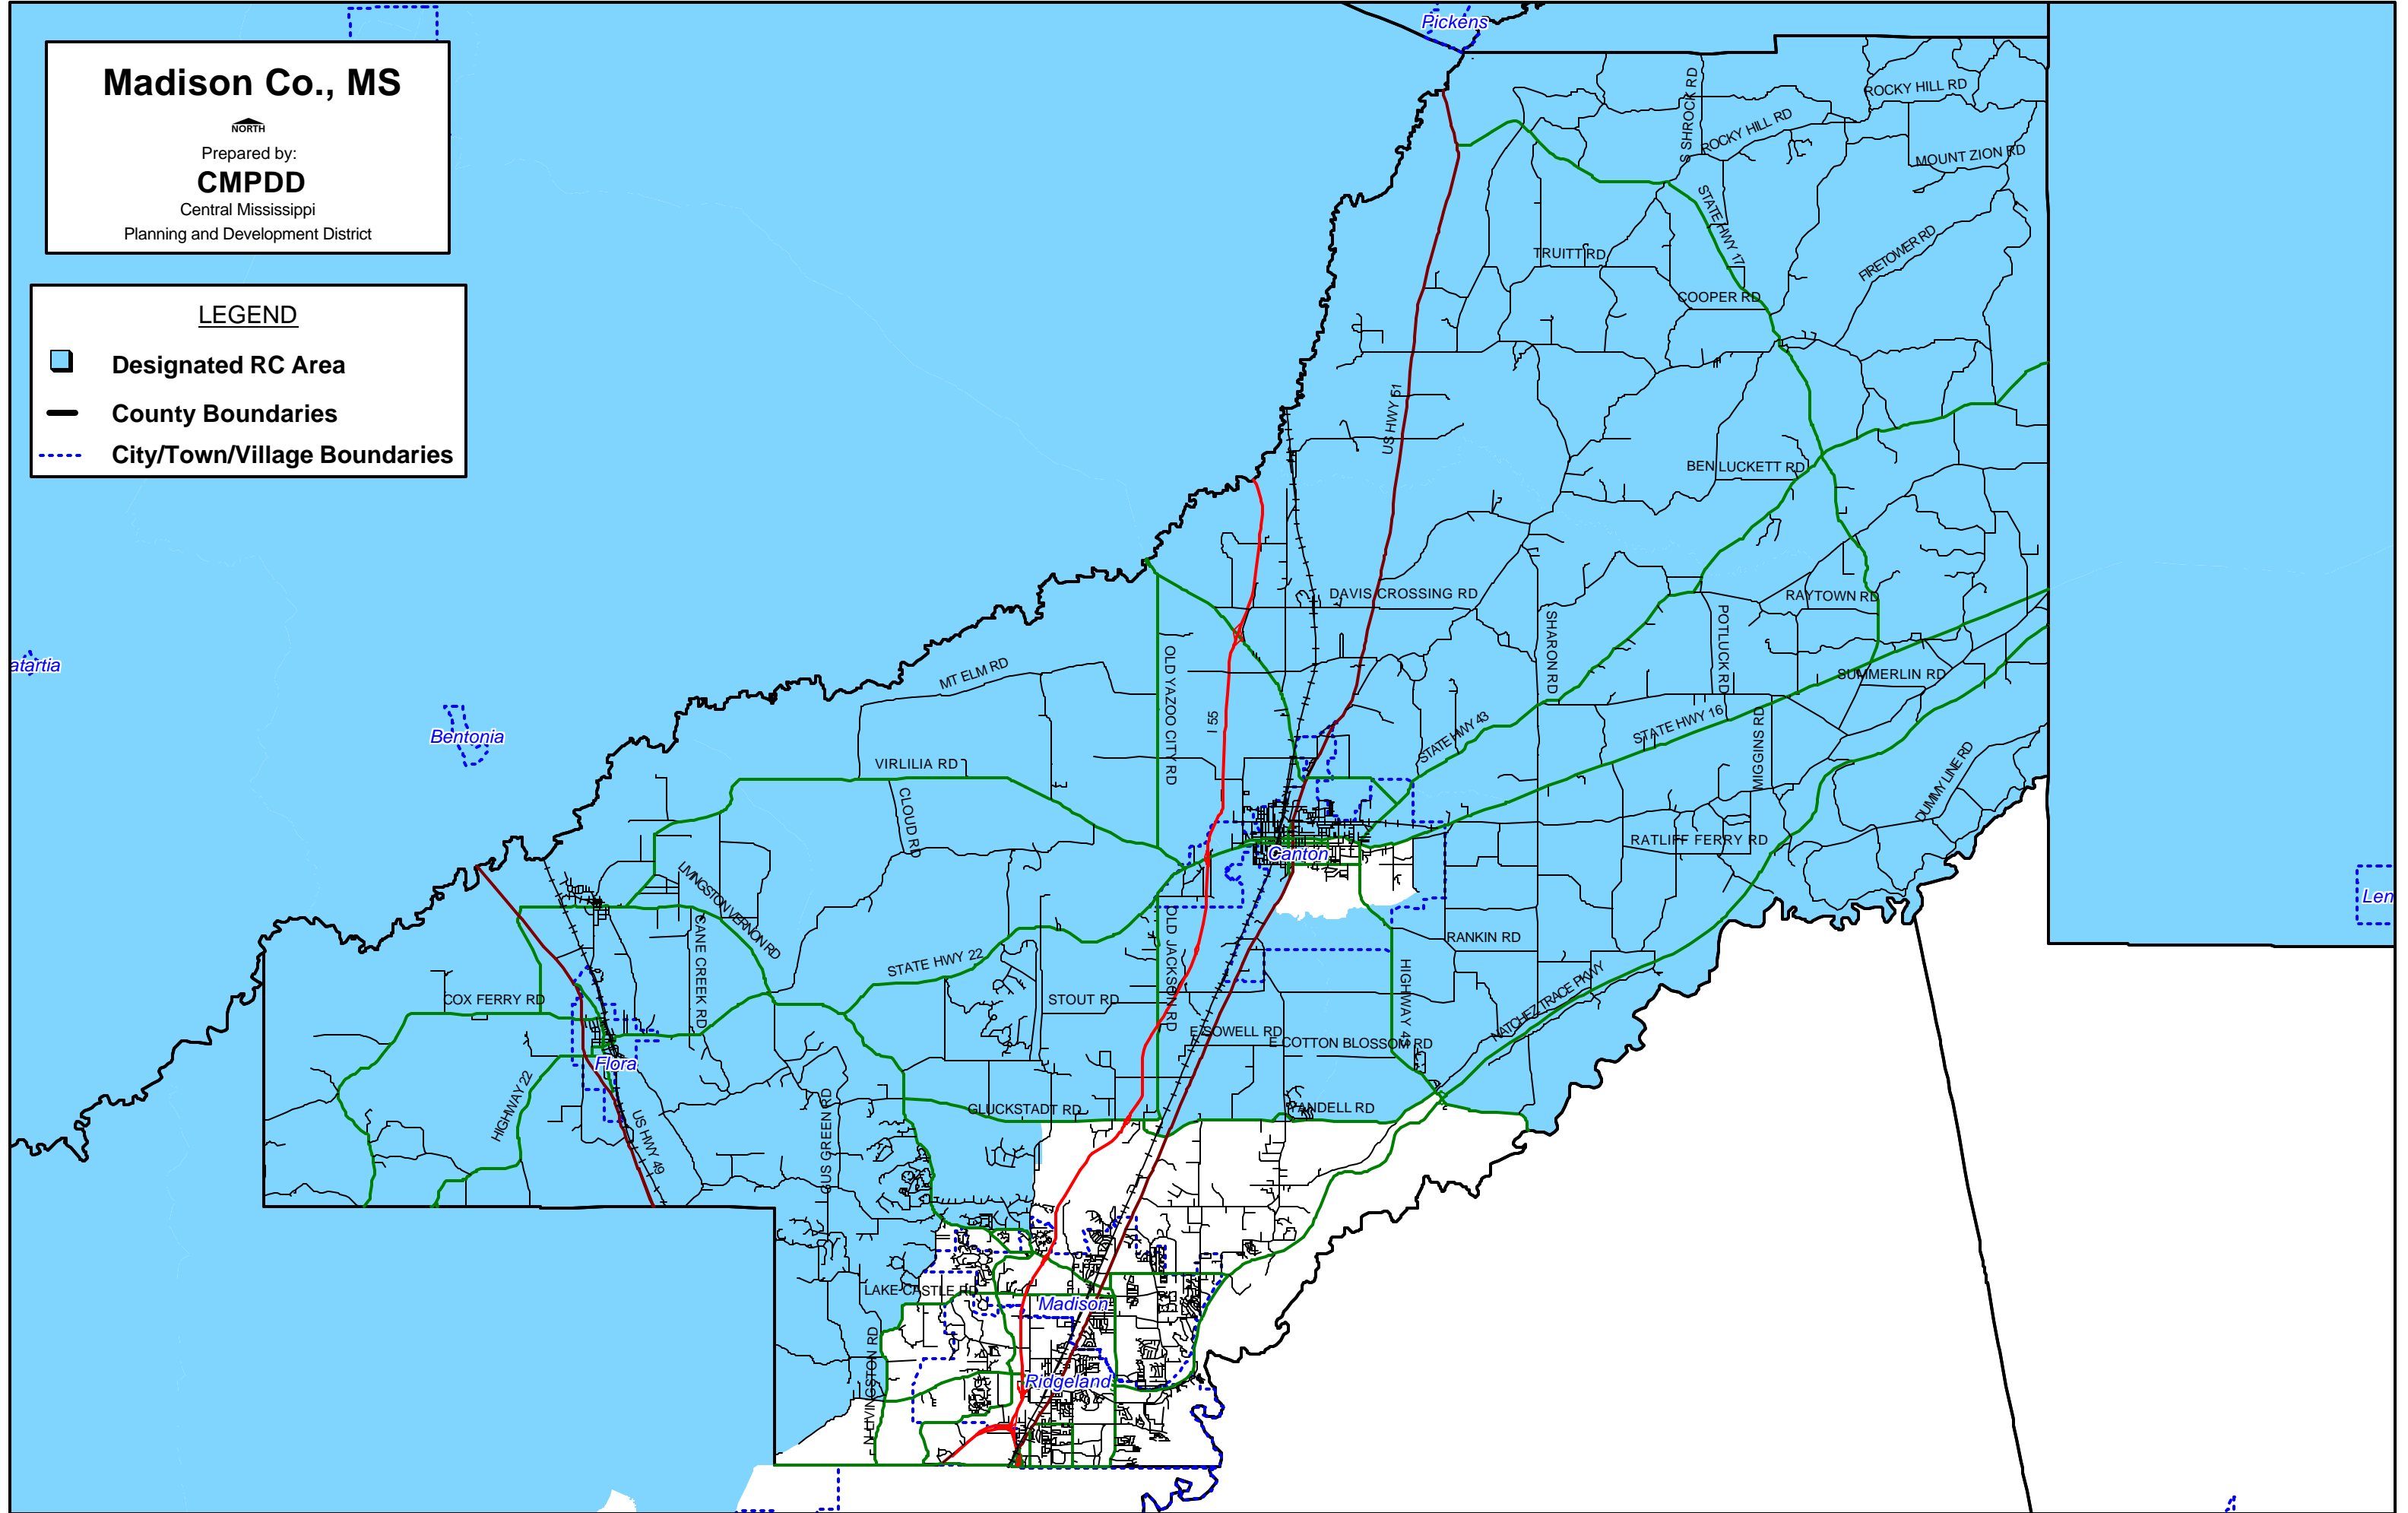 Madison Co., MS
NORTH
Prepared by:
CMPDD
Central Mississippi
Planning and Development District
LEGEND
Designated RC Area
County Boundaries
City/Town/Village Boundaries
Pickens
S SHROCK RD
ROCKY HILL RD
ROCKY HILL RD
MOUNT ZION RD
STATE HWY 17
TRUITT RD
FIRETOWER RD
COOPER RD
US HWY 51
BEN LUCKETT RD
DAVIS CROSSING RD
RAYTOWN RD
SHARON RD
POTLUCK RD
atartia
MT ELM RD
OLD YAZOO CITY RD
SUMMERLIN RD
I 55
Bentonia
STATE HWY 43
STATE HWY 16
MIGGINS RD
VIRLILIA RD
CLOUD RD
DUMMY LINE RD
RATLIFF FERRY RD
Canton
Len
LIVINGSTON VERNON RD
CANE CREEK RD
OLD JACKSON RD
RANKIN RD
STATE HWY 22
COX FERRY RD
STOUT RD
HIGHWAY 43
NATCHEZ TRACE PKWY
E SOWELL RD
E COTTON BLOSSOM RD
Flora
HIGHWAY 22
GLUCKSTADT RD
YANDELL RD
US HWY 49
GUS GREEN RD
LAKE CASTLE RD
Madison
N LIVINGSTON RD
Ridgeland